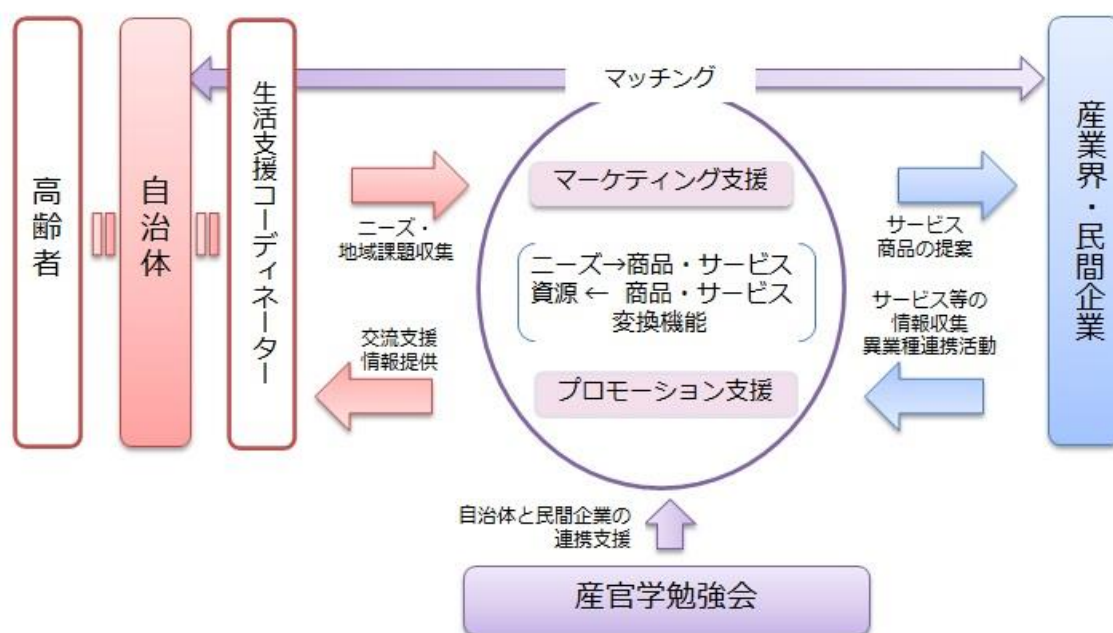 高齢者
自治体
生活支援コーディネーター
マッチング
ニーズ・
地域課題収集
交流支援
情報提供
マーケティング支援
ニーズ→商品・サービス
資源 ← 商品・サービス
変換機能
プロモーション支援
サービス
商品の提案
サービス等の
情報収集
異業種連携活動
産業界・民間企業
自治体と民間企業の
連携支援
産官学勉強会